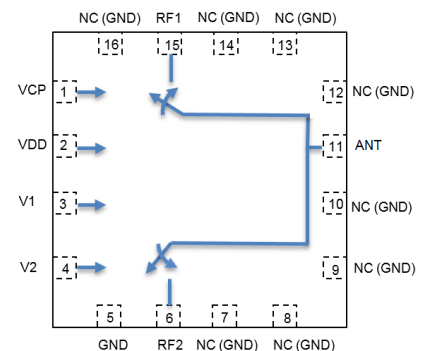 NC (GND) RF1 NC (GND) NC (GND)
16 15 14 13
VCP 1 12 NC (GND)
VDD 2 11 ANT
V1 3 10 NC (GND)
V2 4 9 NC (GND)
5 6 7 8
GND RF2 NC (GND) NC (GND)